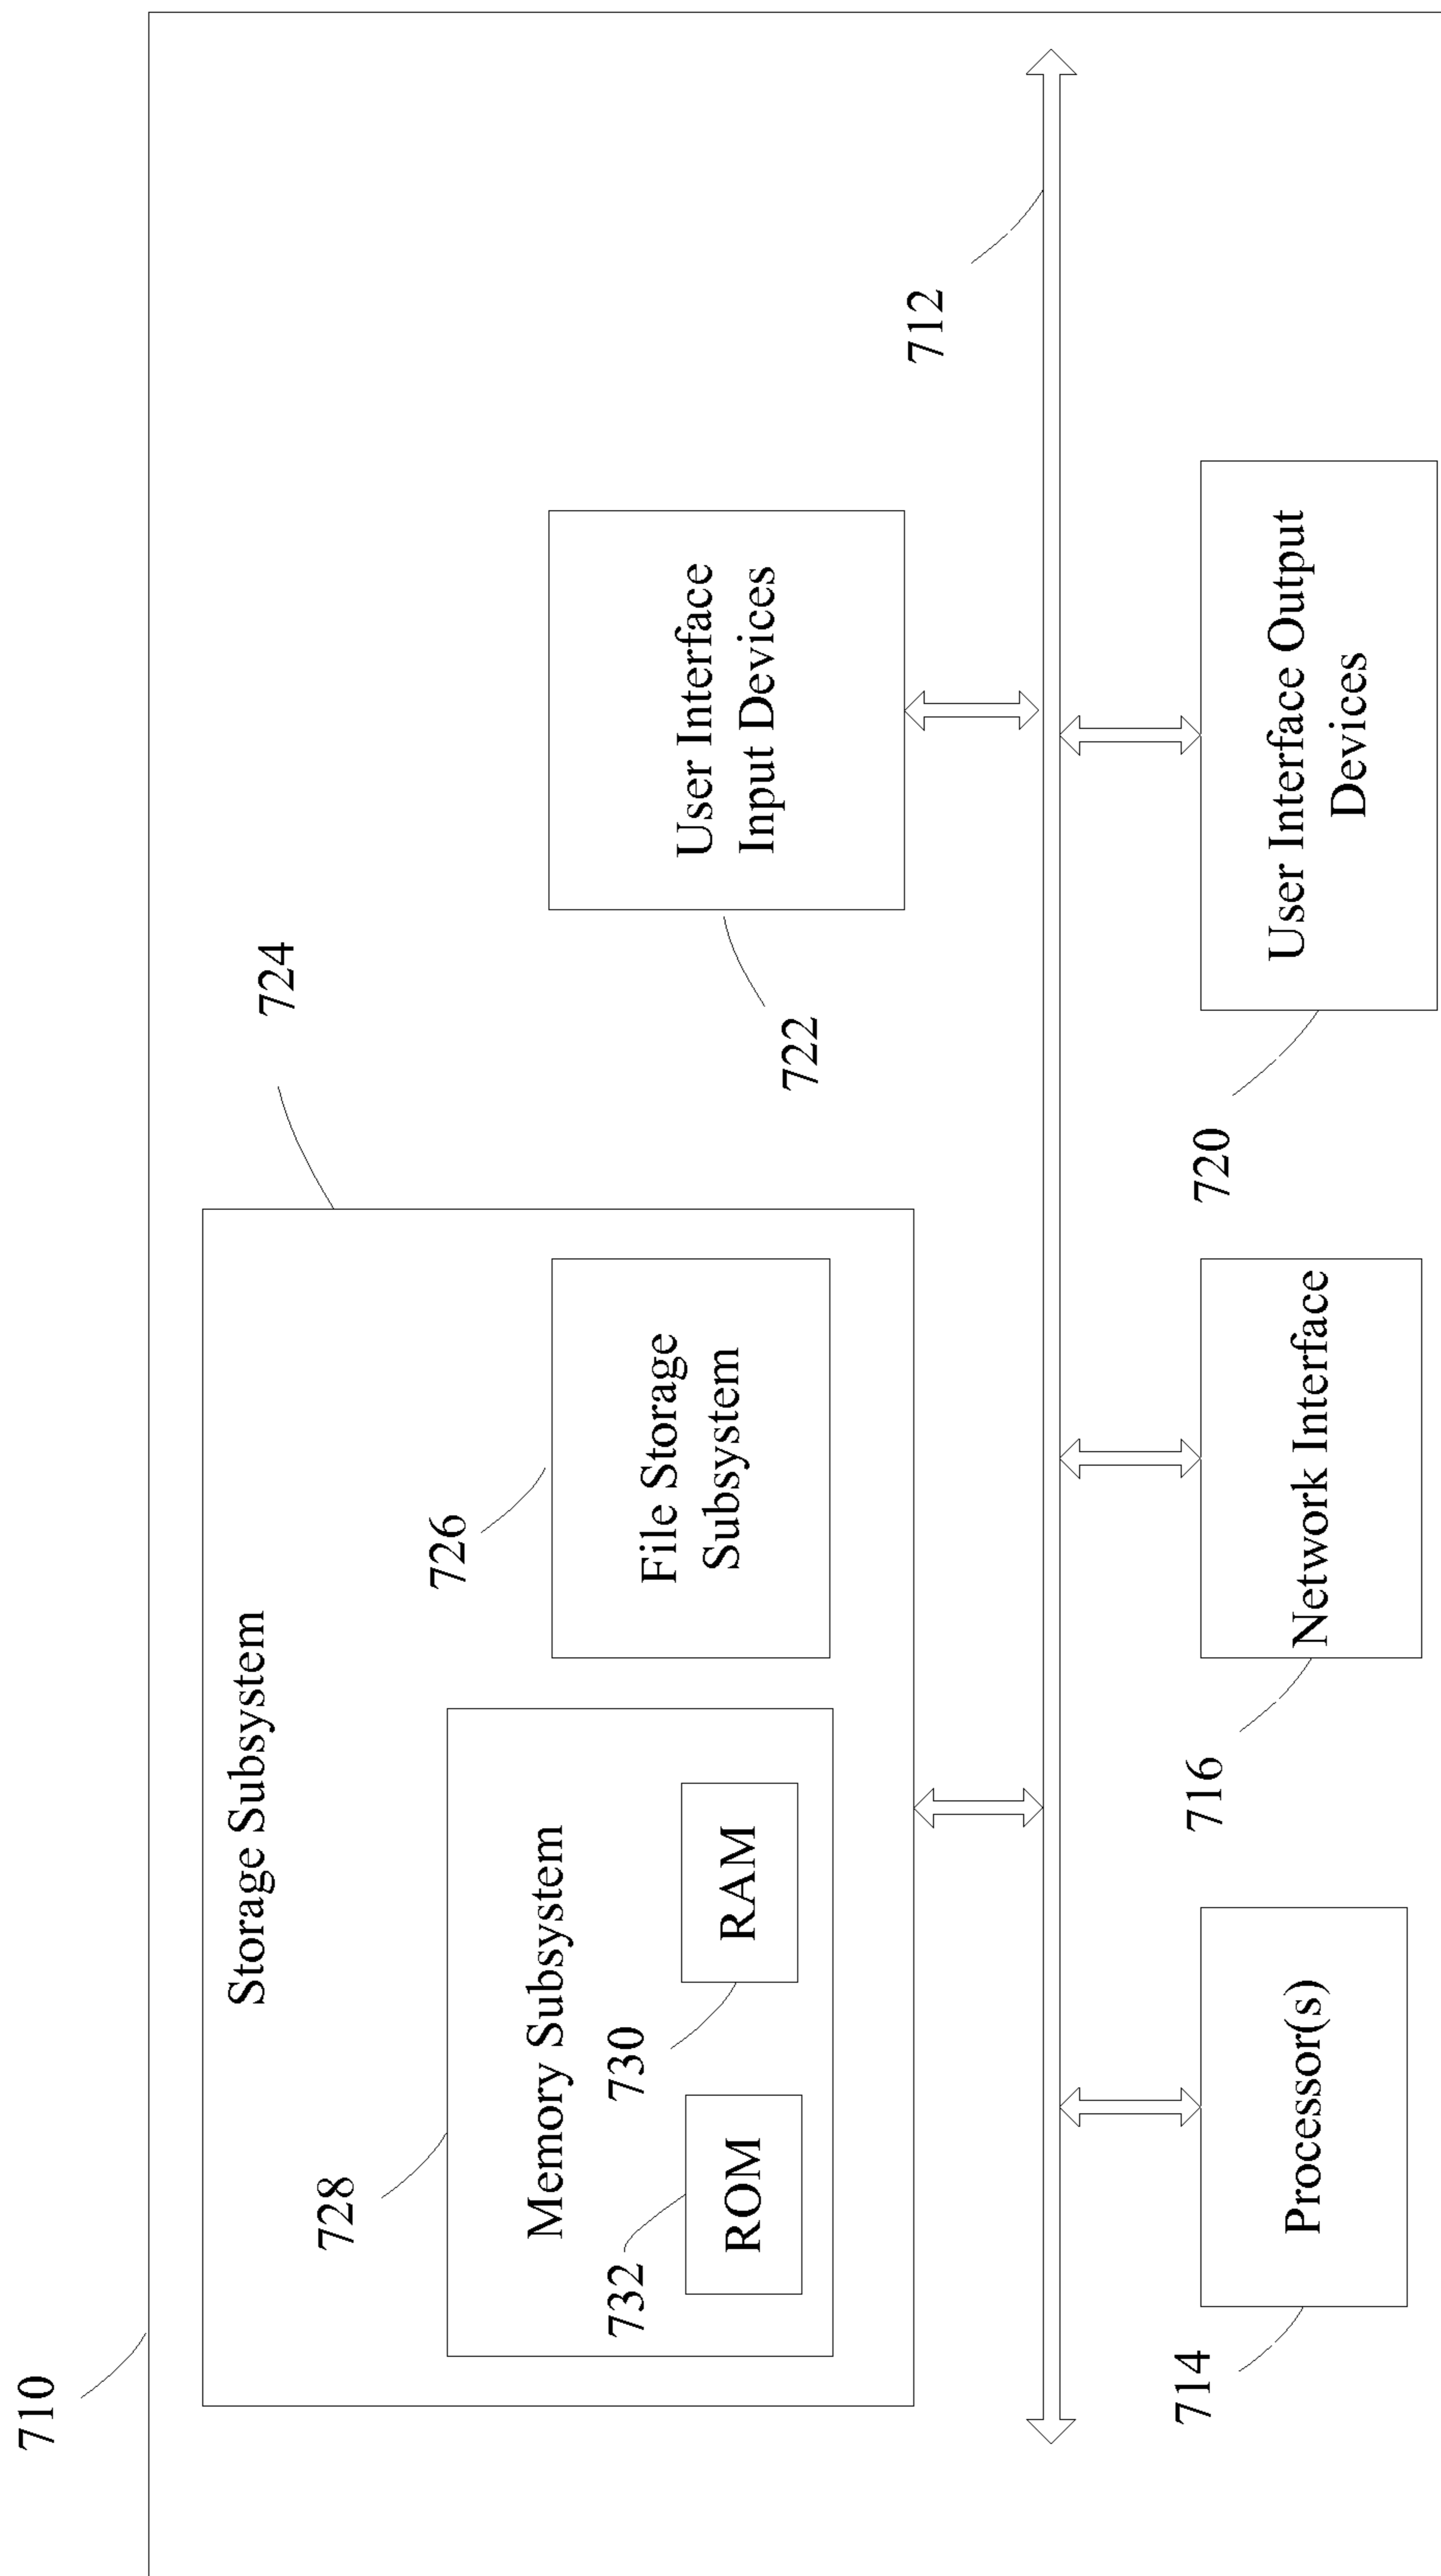 710
724
Storage Subsystem
728
726
Memory Subsystem
732
730
ROM
RAM
File Storage
Subsystem
722
User Interface
Input Devices
712
714
716
720
Processor(s)
Network Interface
User Interface Output
Devices